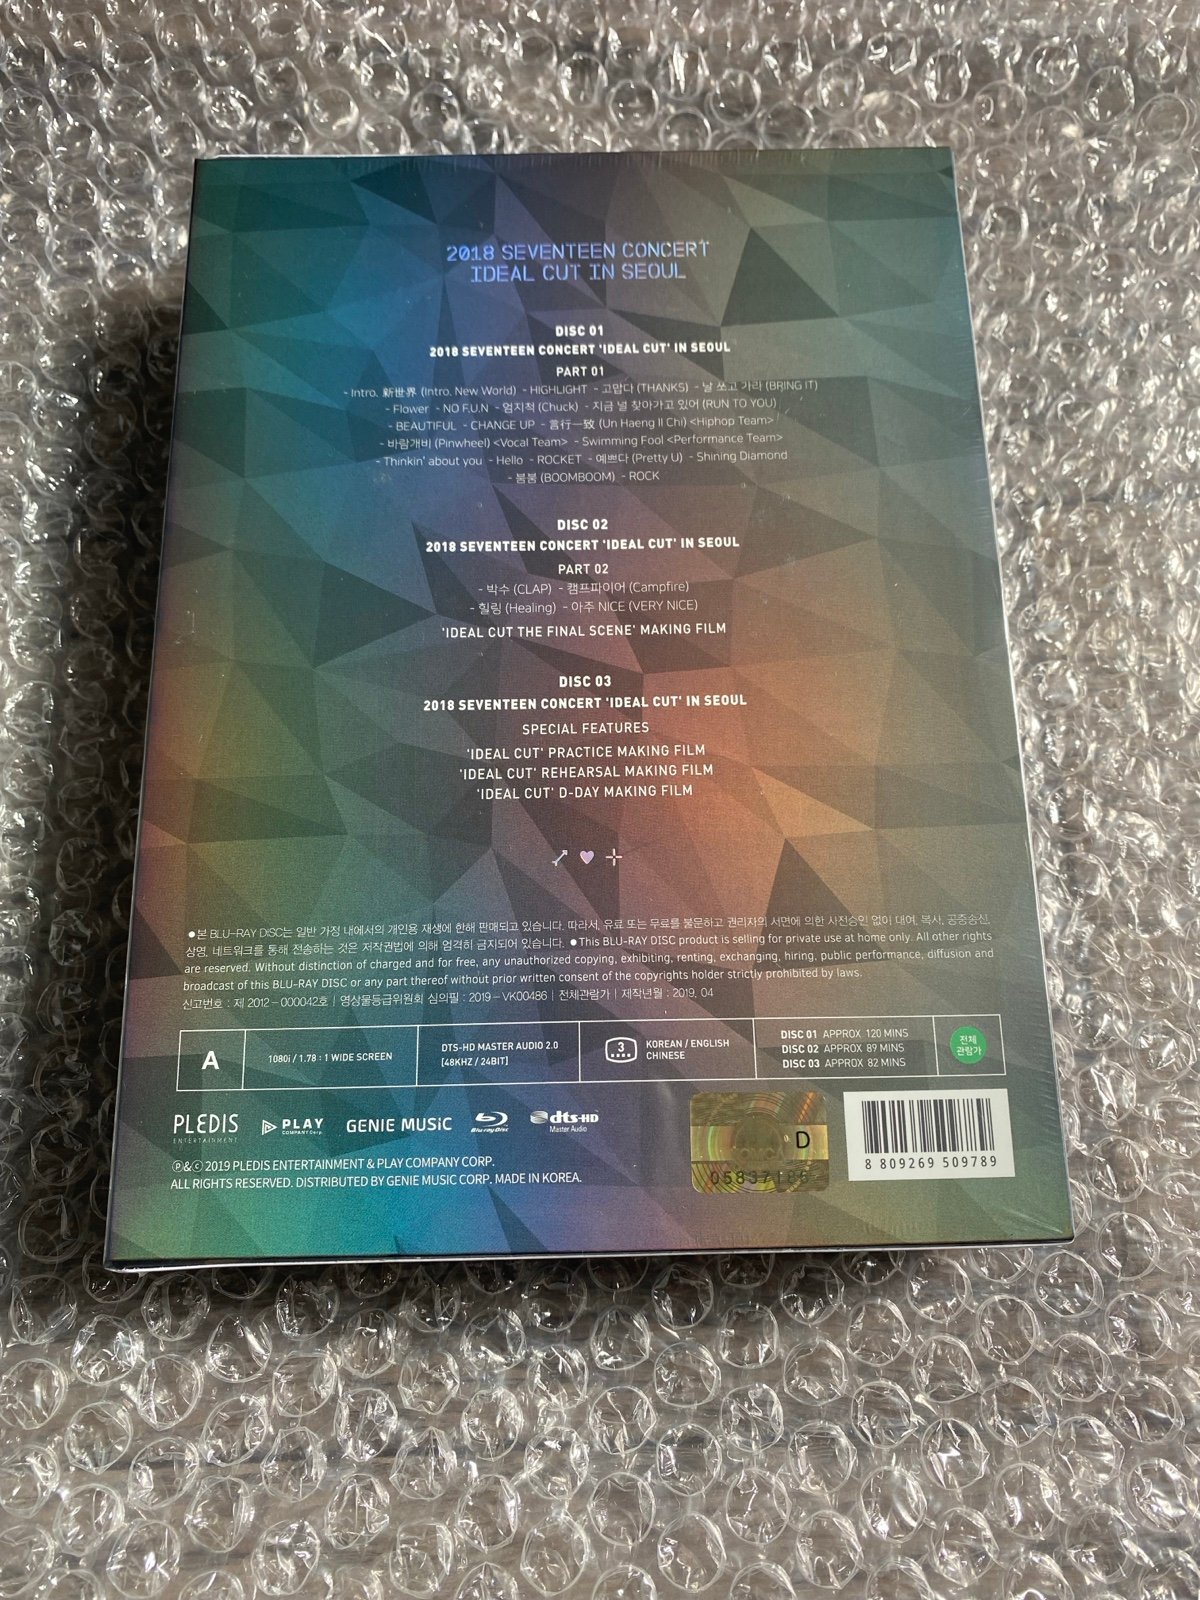 2018 SEVENTEEN CONCERT
IDEAL CUT IN SEOUL
DISC 01
2018 SEVENTEEN CONCERT 'IDEAL CUT' IN SEOUL
PART 01
- Intro. 新世界 (Intro. New World) - HIGHLIGHT - 고맙다 (THANKS) - 날 쏘고 가라 (BRING IT)
- Flower - NO F.U.N - 엄지척 (Chuck) - 지금 널 찾아가고 있어 (RUN TO YOU)
- BEAUTIFUL - CHANGE UP - 言行一致 (Un Haeng Il Chi) <Hiphop Team>
- 바람개비 (Pinwheel) <Vocal Team> - Swimming Fool <Performance Team>
- Thinkin' about you - Hello - ROCKET - 예쁘다 (Pretty U) - Shining Diamond
- 붐붐 (BOOMBOOM) - ROCK
DISC 02
2018 SEVENTEEN CONCERT 'IDEAL CUT' IN SEOUL
PART 02
- 박수 (CLAP) - 캠프파이어 (Campfire)
- 힐링 (Healing) - 아주 NICE (VERY NICE)
'IDEAL CUT THE FINAL SCENE' MAKING FILM
DISC 03
2018 SEVENTEEN CONCERT 'IDEAL CUT' IN SEOUL
SPECIAL FEATURES
'IDEAL CUT' PRACTICE MAKING FILM
'IDEAL CUT' REHEARSAL MAKING FILM
'IDEAL CUT' D-DAY MAKING FILM
●본 BLU-RAY DISC는 일반 가정 내에서의 개인용 재생에 한해 판매되고 있습니다. 따라서, 유료 또는 무료를 불문하고 권리자의 서면에 의한 사전승인 없이 대여, 복사, 공중송신,
상영, 네트워크를 통해 전송하는 것은 저작권법에 의해 엄격히 금지되어 있습니다. ●This BLU-RAY DISC product is selling for private use at home only. All other rights
are reserved. Without distinction of charged and for free, any unauthorized copying, exhibiting, renting, exchanging, hiring, public performance, diffusion and
broadcast of this BLU-RAY DISC or any part thereof without prior written consent of the copyrights holder strictly prohibited by laws.
신고번호 : 제 2012-000042호 | 영상물등급위원회 심의필 : 2019-VK00486 | 전체관람가 | 제작년월 : 2019. 04
A
1080i / 1.78 : 1 WIDE SCREEN
DTS-HD MASTER AUDIO 2.0
[48KHZ / 24BIT]
3
KOREAN / ENGLISH
CHINESE
DISC 01 APPROX 120 MINS
DISC 02 APPROX 89 MINS
DISC 03 APPROX 82 MINS
전체
관람가
PLEDIS
ENTERTAINMENT
PLAY
COMPANY Corp.
GENIE MUSIC
Blu-ray Disc
dts-HD
Master Audio
D
8 809269 509789
Ⓟ&ⓒ 2019 PLEDIS ENTERTAINMENT & PLAY COMPANY CORP.
ALL RIGHTS RESERVED. DISTRIBUTED BY GENIE MUSIC CORP. MADE IN KOREA.